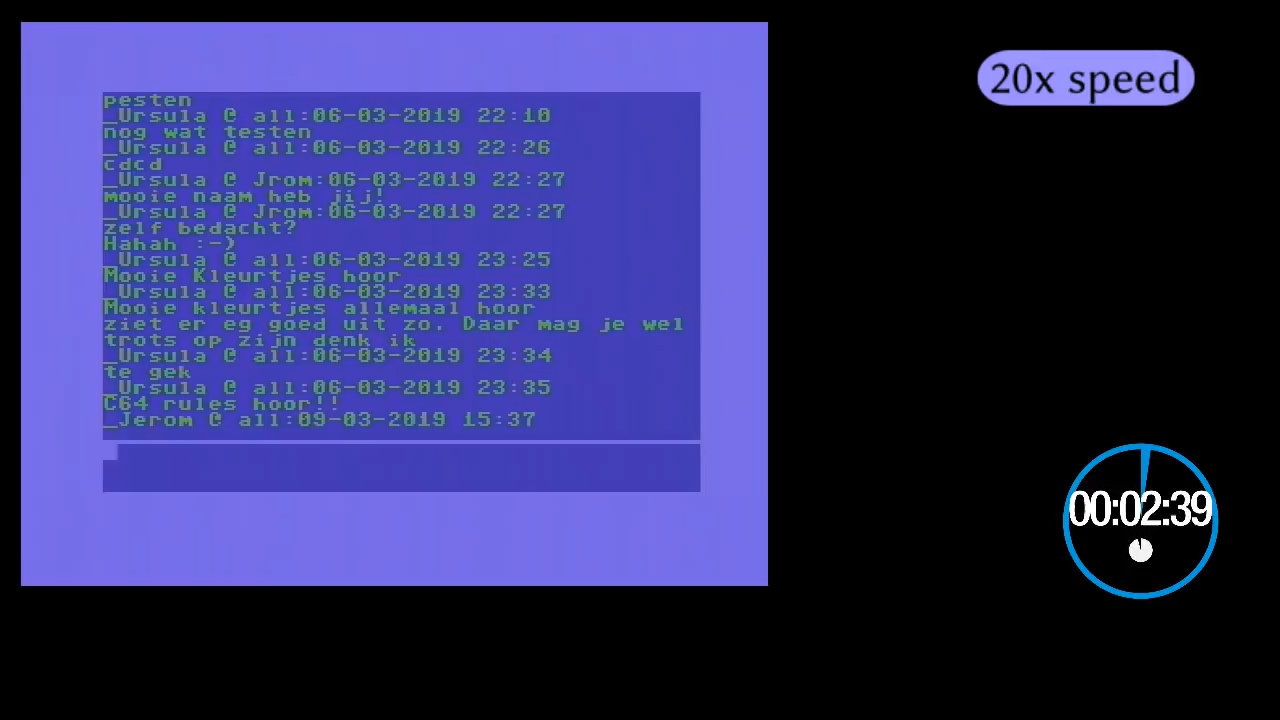 pesten
_Ursula @ all:06-03-2019 22:10
nog wat testen
_Ursula @ all:06-03-2019 22:26
cdcd
_Ursula @ Jrom:06-03-2019 22:27
mooie naam heb jij!
_Ursula @ Jrom:06-03-2019 22:27
zelf bedacht?
Hahah :-)
_Ursula @ all:06-03-2019 23:25
Mooie Kleurtjes hoor
_Ursula @ all:06-03-2019 23:33
Mooie kleurtjes allemaal hoor
ziet er eg goed uit zo. Daar mag je wel
trots op zijn denk ik
_Ursula @ all:06-03-2019 23:34
te gek
_Ursula @ all:06-03-2019 23:35
C64 rules hoor!!
_Jerom @ all:09-03-2019 15:37
20x speed
00:02:39